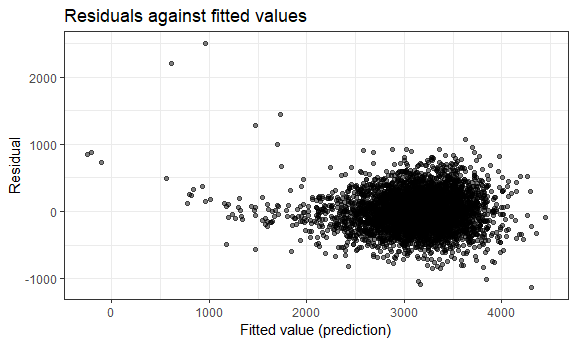 Residuals against fitted values
Residual
2000
1000
0
-1000
0 1000 2000 3000 4000
Fitted value (prediction)